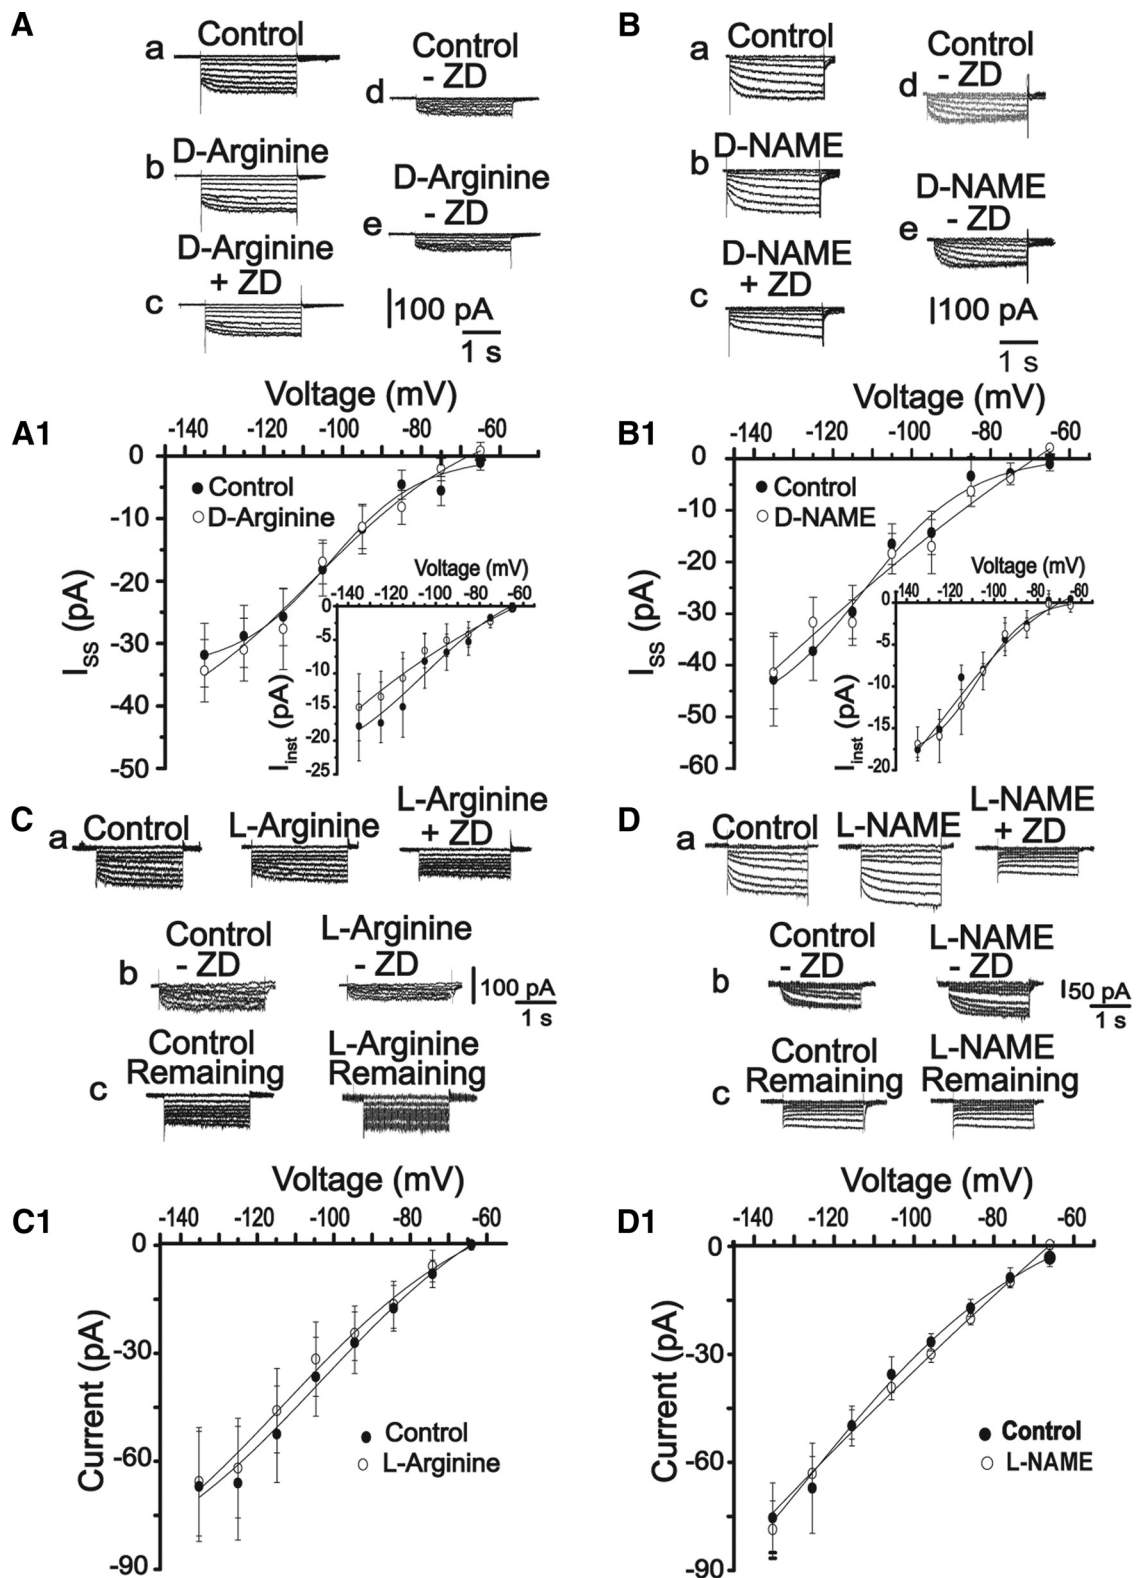 A
a
Control
b
D-Arginine
c
D-Arginine
+ ZD
d
Control
- ZD
e
D-Arginine
- ZD
100 pA
1 s
B
a
Control
b
D-NAME
c
D-NAME
+ ZD
d
Control
- ZD
e
D-NAME
- ZD
100 pA
1 s
A1
Voltage (mV)
-140 -120 -100 -80 -60
0
-10
-20
-30
-40
-50
ISS (pA)
Control
D-Arginine
Voltage (mV)
-140 -120 -100 -80 -60
0
-5
-10
-15
-20
-25
Iinst (pA)
B1
Voltage (mV)
-140 -120 -100 -80 -60
0
-10
-20
-30
-40
-50
-60
ISS (pA)
Control
D-NAME
Voltage (mV)
-140 -120 -100 -80 -60
0
-5
-10
-15
-20
Iinst (pA)
C
a
Control
L-Arginine
L-Arginine
+ ZD
b
Control
- ZD
L-Arginine
- ZD
100 pA
1 s
c
Control
Remaining
L-Arginine
Remaining
D
a
Control
L-NAME
L-NAME
+ ZD
b
Control
- ZD
L-NAME
- ZD
50 pA
1 s
c
Control
Remaining
L-NAME
Remaining
C1
Voltage (mV)
-140 -120 -100 -80 -60
0
-30
-60
-90
Current (pA)
Control
L-Arginine
D1
Voltage (mV)
-140 -120 -100 -80 -60
0
-30
-60
-90
Current (pA)
Control
L-NAME